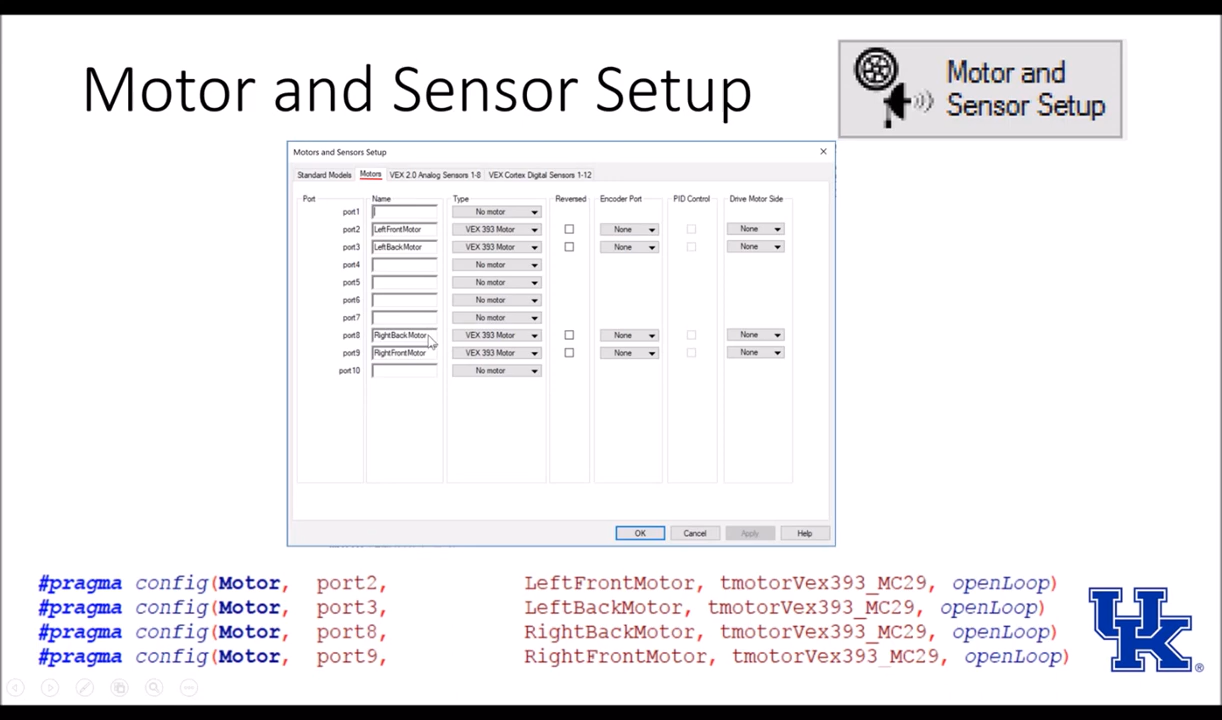 Motor and Sensor Setup
Motor and
Sensor Setup
Motors and Sensors Setup
Standard Models Motors VEX 2.0 Analog Sensors 1-8 VEX Cortex Digital Sensors 1-12
Port Name Type Reversed Encoder Port PID Control Drive Motor Side
port1 No motor
port2 LeftFrontMotor VEX 393 Motor None None
port3 LeftBackMotor VEX 393 Motor None None
port4 No motor
port5 No motor
port6 No motor
port7 No motor
port8 RightBackMotor VEX 393 Motor None None
port9 RightFrontMotor VEX 393 Motor None None
port10 No motor
OK Cancel Apply Help
#pragma config(Motor, port2, LeftFrontMotor, tmotorVex393_MC29, openLoop)
#pragma config(Motor, port3, LeftBackMotor, tmotorVex393_MC29, openLoop)
#pragma config(Motor, port8, RightBackMotor, tmotorVex393_MC29, openLoop)
#pragma config(Motor, port9, RightFrontMotor, tmotorVex393_MC29, openLoop)
UK®